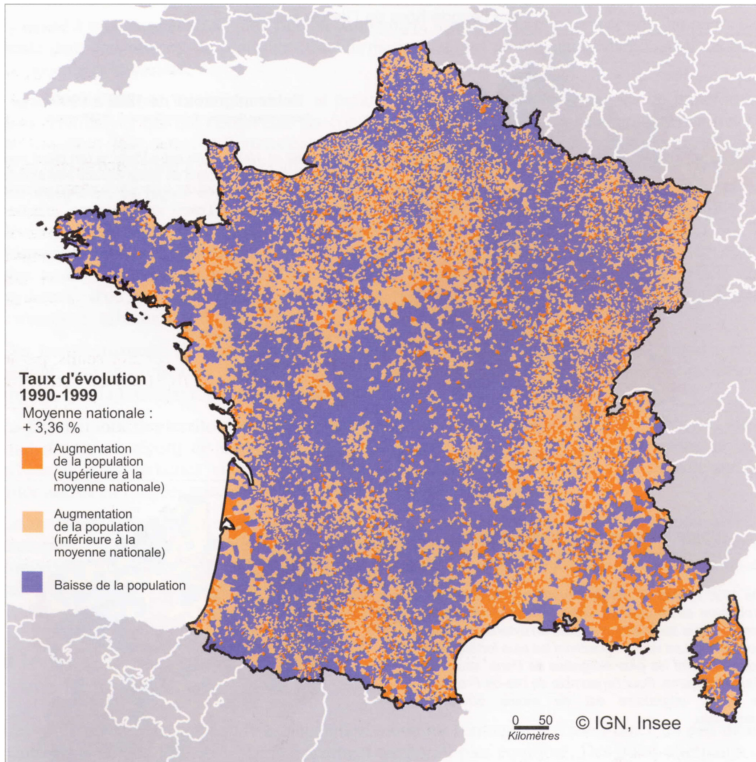 Taux d'évolution
1990-1999
Moyenne nationale :
+ 3,36 %
Augmentation
de la population
(supérieure à la
moyenne nationale)
Augmentation
de la population
(inférieure à la
moyenne nationale)
Baisse de la population
0 50
Kilomètres
© IGN, Insee